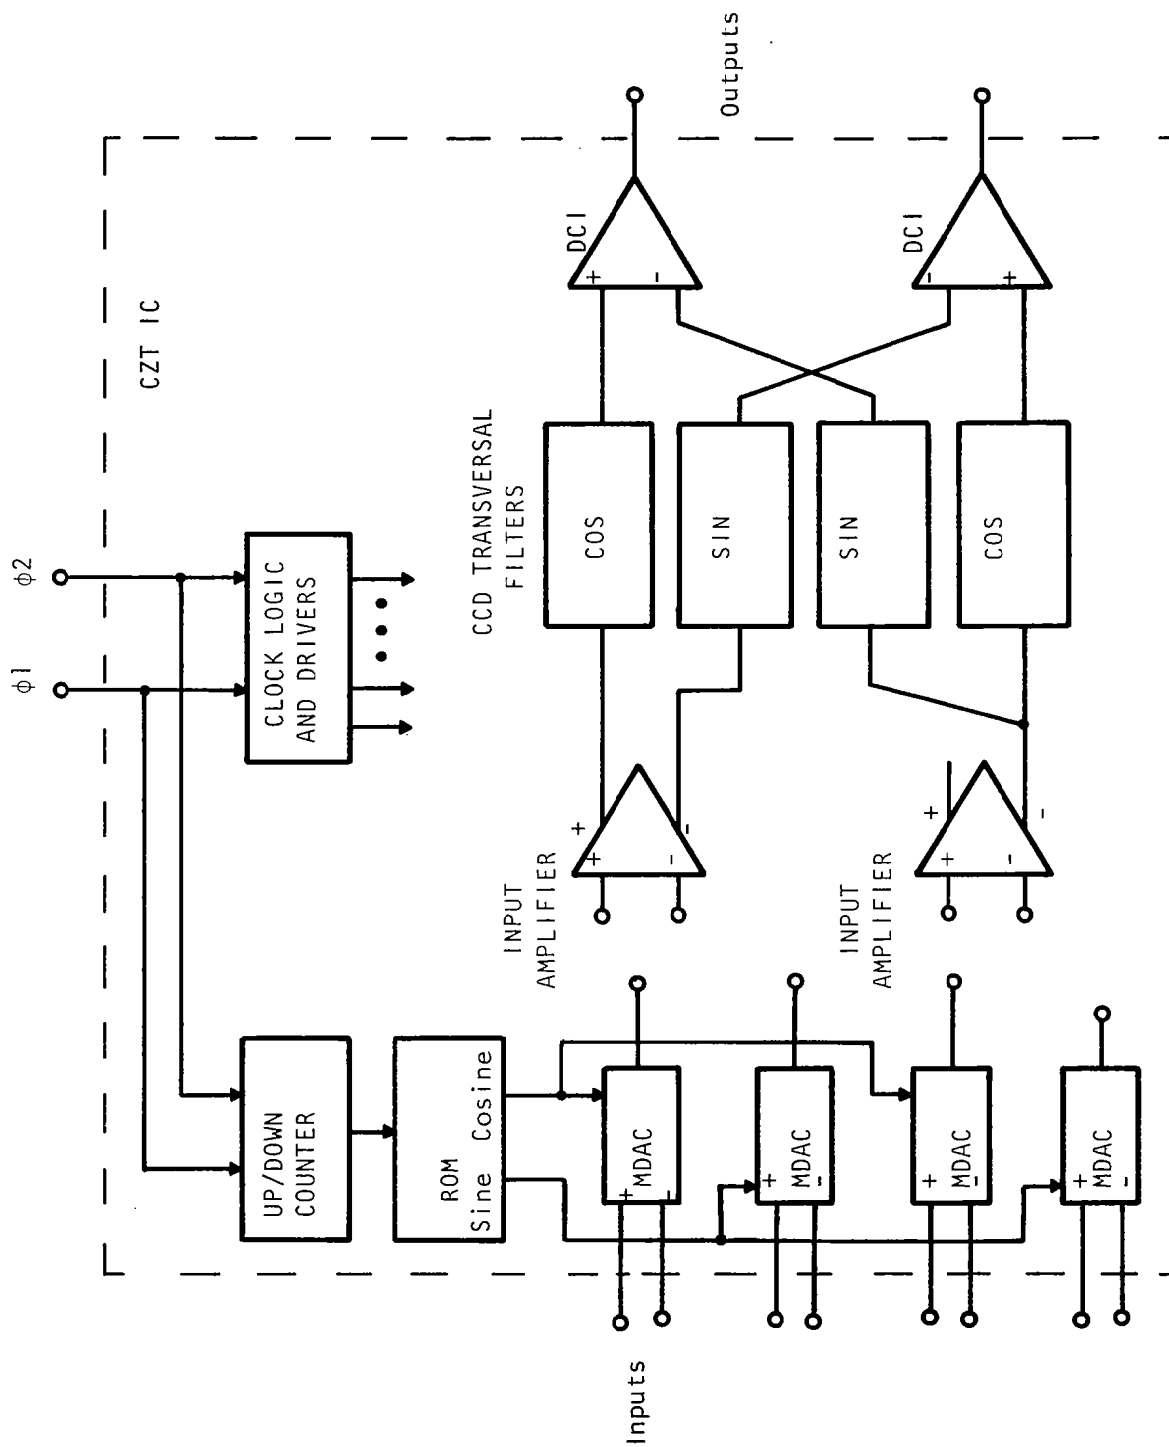 ϕ1
ϕ2
CZT IC
UP/DOWN
COUNTER
CLOCK LOGIC
AND DRIVERS
ROM
Sine Cosine
CCD TRANSVERSAL
FILTERS
INPUT
AMPLIFIER
+
-
+
-
COS
SIN
DCI
+
-
Inputs
MDAC
+
-
MDAC
+
-
MDAC
+
-
MDAC
+
-
INPUT
AMPLIFIER
+
-
+
-
SIN
COS
DCI
-
+
Outputs